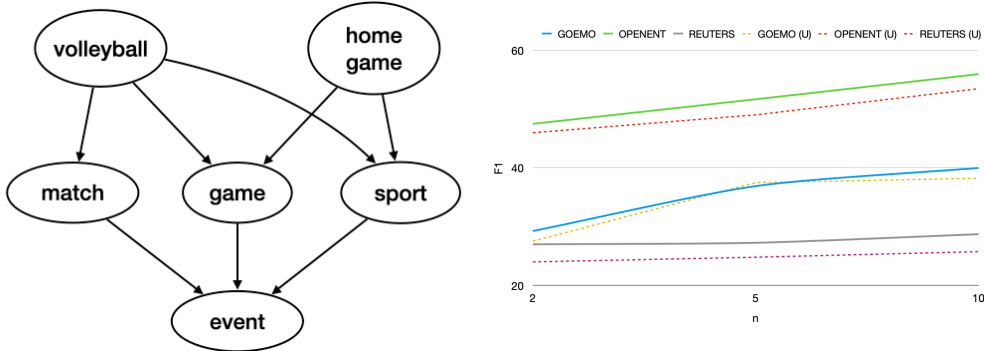 volleyball
home
game
match
game
sport
event
GOEMO OPENENT REUTERS GOEMO (U) OPENENT (U) REUTERS (U)
60
40
20
F1
2 5 10
n